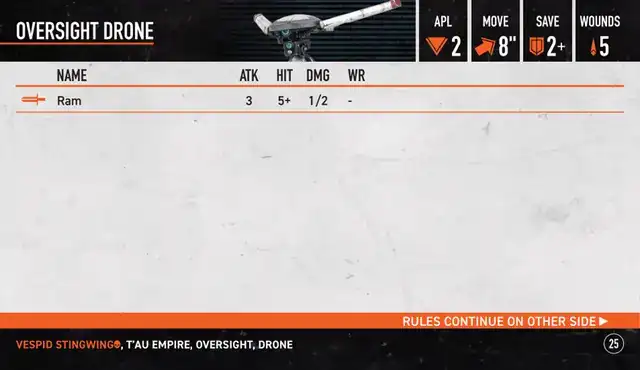 OVERSIGHT DRONE
APL MOVE SAVE WOUNDS
2 8" 2+ 5
NAME ATK HIT DMG WR
Ram 3 5+ 1/2 -
RULES CONTINUE ON OTHER SIDE
VESPID STINGWING, T'AU EMPIRE, OVERSIGHT, DRONE
25